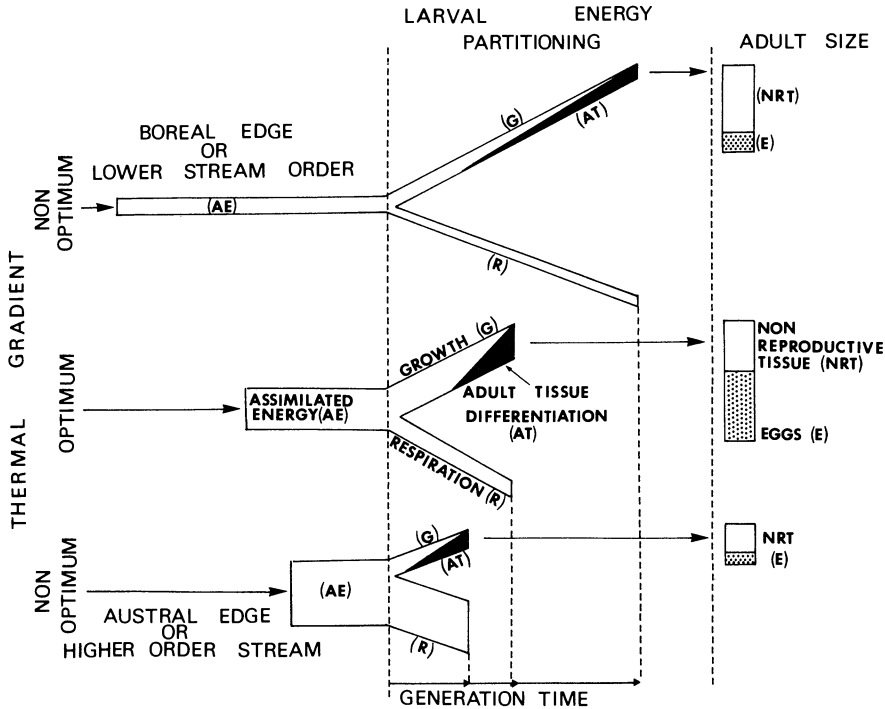 LARVAL ENERGY
PARTITIONING
ADULT SIZE
BOREAL EDGE
OR
LOWER STREAM ORDER
NON
OPTIMUM
(AE)
(G)
(AT)
(R)
(NRT)
(E)
THERMAL GRADIENT
OPTIMUM
ASSIMILATED
ENERGY(AE)
GROWTH (G)
ADULT TISSUE
DIFFERENTIATION
(AT)
RESPIRATION (R)
NON
REPRODUCTIVE
TISSUE (NRT)
EGGS (E)
NON
OPTIMUM
(AE)
(G)
(AT)
(R)
NRT
(E)
AUSTRAL EDGE
OR
HIGHER ORDER STREAM
GENERATION TIME